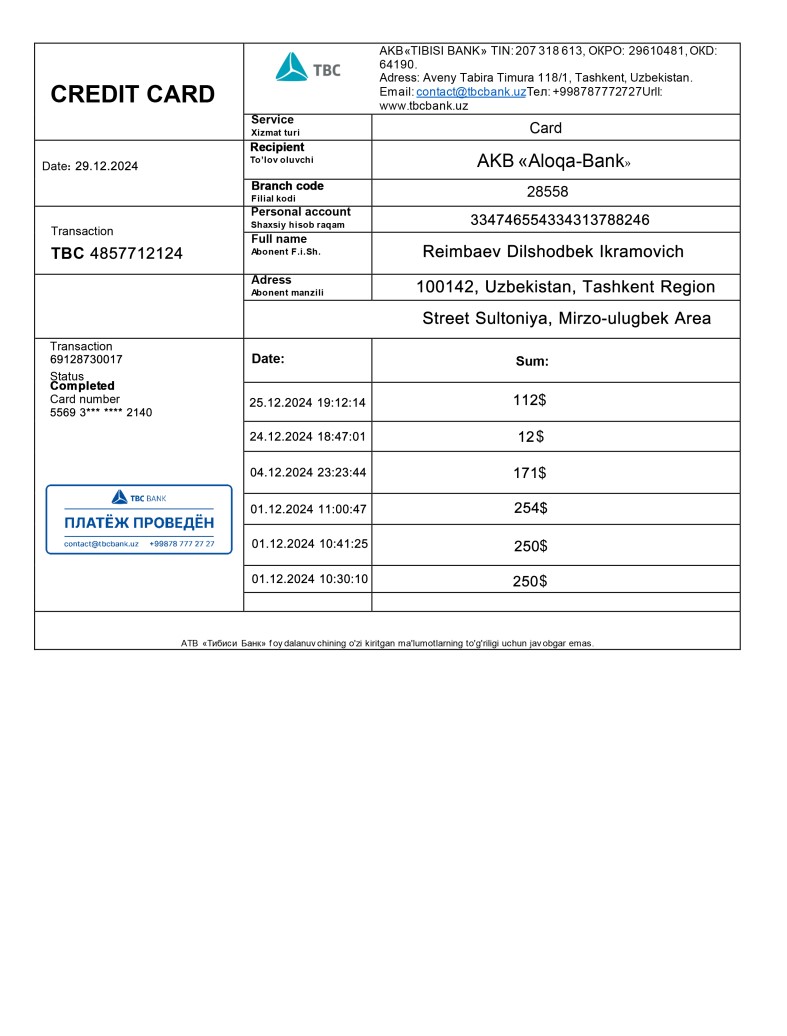 CREDIT CARD
TBC
AKB «TIBISI BANK» TIN: 207 318 613, ОКРО: 29610481, OKD:
64190.
Adress: Aveny Tabira Timura 118/1, Tashkent, Uzbekistan.
Email: contact@tbcbank.uzТел: +998787772727Urll:
www.tbcbank.uz
Service
Xizmat turi
Card
Date: 29.12.2024
Recipient
To'lov oluvchi
AKB «Aloqa-Bank»
Branch code
Filial kodi
28558
Transaction
TBC 4857712124
Personal account
Shaxsiy hisob raqam
334746554334313788246
Full name
Abonent F.i.Sh.
Reimbaev Dilshodbek Ikramovich
Adress
Abonent manzili
100142, Uzbekistan, Tashkent Region
Street Sultoniya, Mirzo-ulugbek Area
Transaction
69128730017
Status
Completed
Card number
5569 3*** **** 2140
Date:
Sum:
25.12.2024 19:12:14
112$
24.12.2024 18:47:01
12$
04.12.2024 23:23:44
171$
01.12.2024 11:00:47
254$
01.12.2024 10:41:25
250$
01.12.2024 10:30:10
250$
TBC BANK
ПЛАТЁЖ ПРОВЕДЁН
contact@tbcbank.uz +99878 777 27 27
АТВ «Тибиси Банк» foydalanuvchining o'zi kiritgan ma'lumotlarning to'g'riligi uchun javobgar emas.